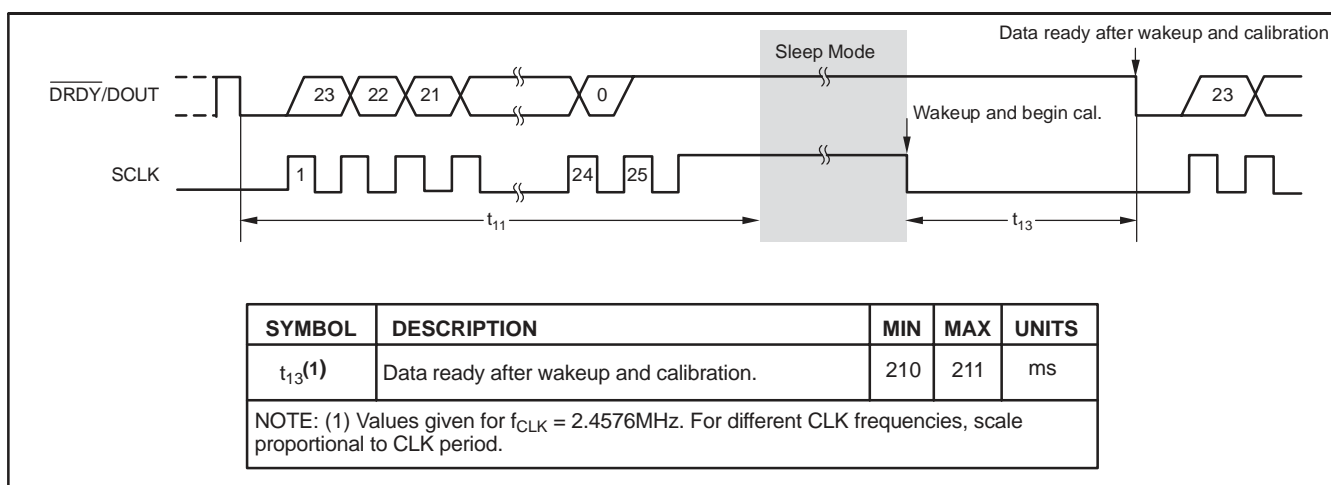 Data ready after wakeup and calibration
Sleep Mode
DRDY/DOUT
23 22 21 0 23
Wakeup and begin cal.
SCLK
1 24 25
t11 t13
SYMBOL DESCRIPTION MIN MAX UNITS
t13(1) Data ready after wakeup and calibration. 210 211 ms
NOTE: (1) Values given for fCLK = 2.4576MHz. For different CLK frequencies, scale
proportional to CLK period.